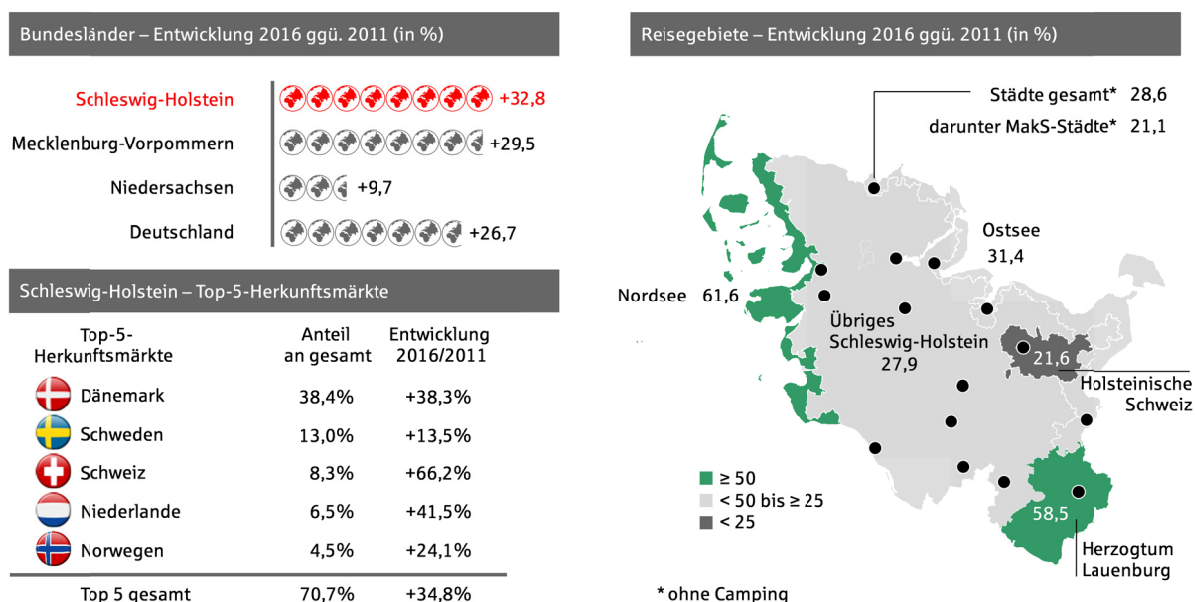 Bundesländer – Entwicklung 2016 ggü. 2011 (in %)
Schleswig-Holstein +32,8
Mecklenburg-Vorpommern +29,5
Niedersachsen +9,7
Deutschland +26,7
Schleswig-Holstein – Top-5-Herkunftsmärkte
Top-5- Anteil Entwicklung
Herkunftsmärkte an gesamt 2016/2011
Dänemark 38,4% +38,3%
Schweden 13,0% +13,5%
Schweiz 8,3% +66,2%
Niederlande 6,5% +41,5%
Norwegen 4,5% +24,1%
Top 5 gesamt 70,7% +34,8%
Reisegebiete – Entwicklung 2016 ggü. 2011 (in %)
Städte gesamt* 28,6
darunter MakS-Städte* 21,1
Ostsee
31,4
Nordsee 61,6
Übriges
Schleswig-Holstein
27,9
21,6
Holsteinische
Schweiz
≥ 50
< 50 bis ≥ 25
< 25
58,5
Herzogtum
Lauenburg
* ohne Camping